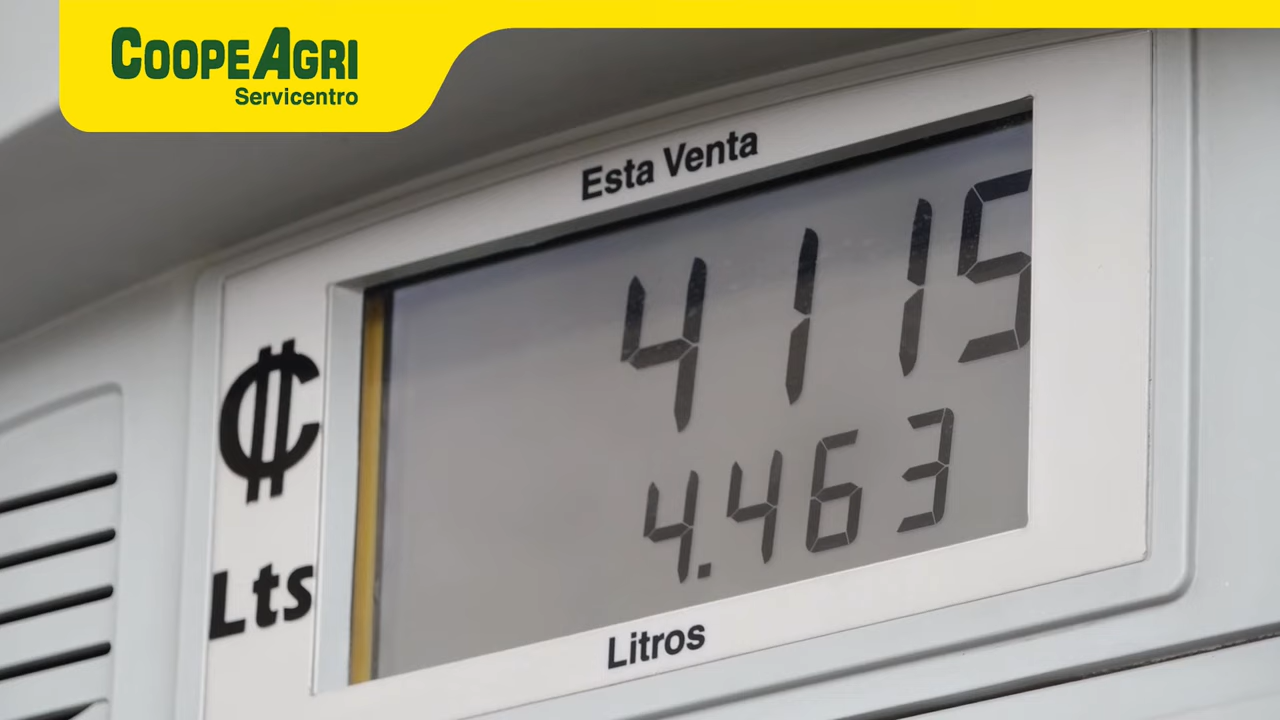 COOPEAGRI
Servicentro
Esta Venta
4115
₡
4.463
Lts
Litros